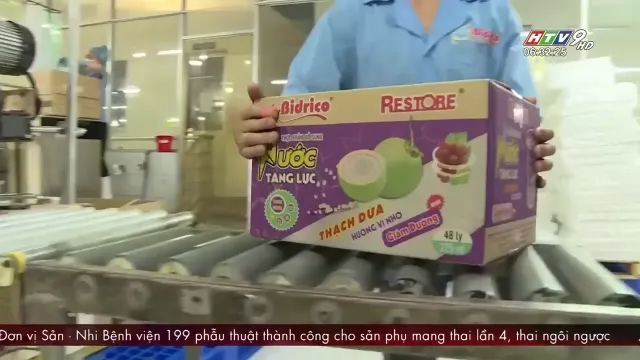 HTV9 HD
06:32:25
Bidrico
RESTORE
NƯỚC
TĂNG LỰC
THẠCH DỪA
HƯƠNG VỊ NHO
Giảm Đường
48 ly
Đơn vị Sản - Nhi Bệnh viện 199 phẫu thuật thành công cho sản phụ mang thai lần 4, thai ngôi ngược